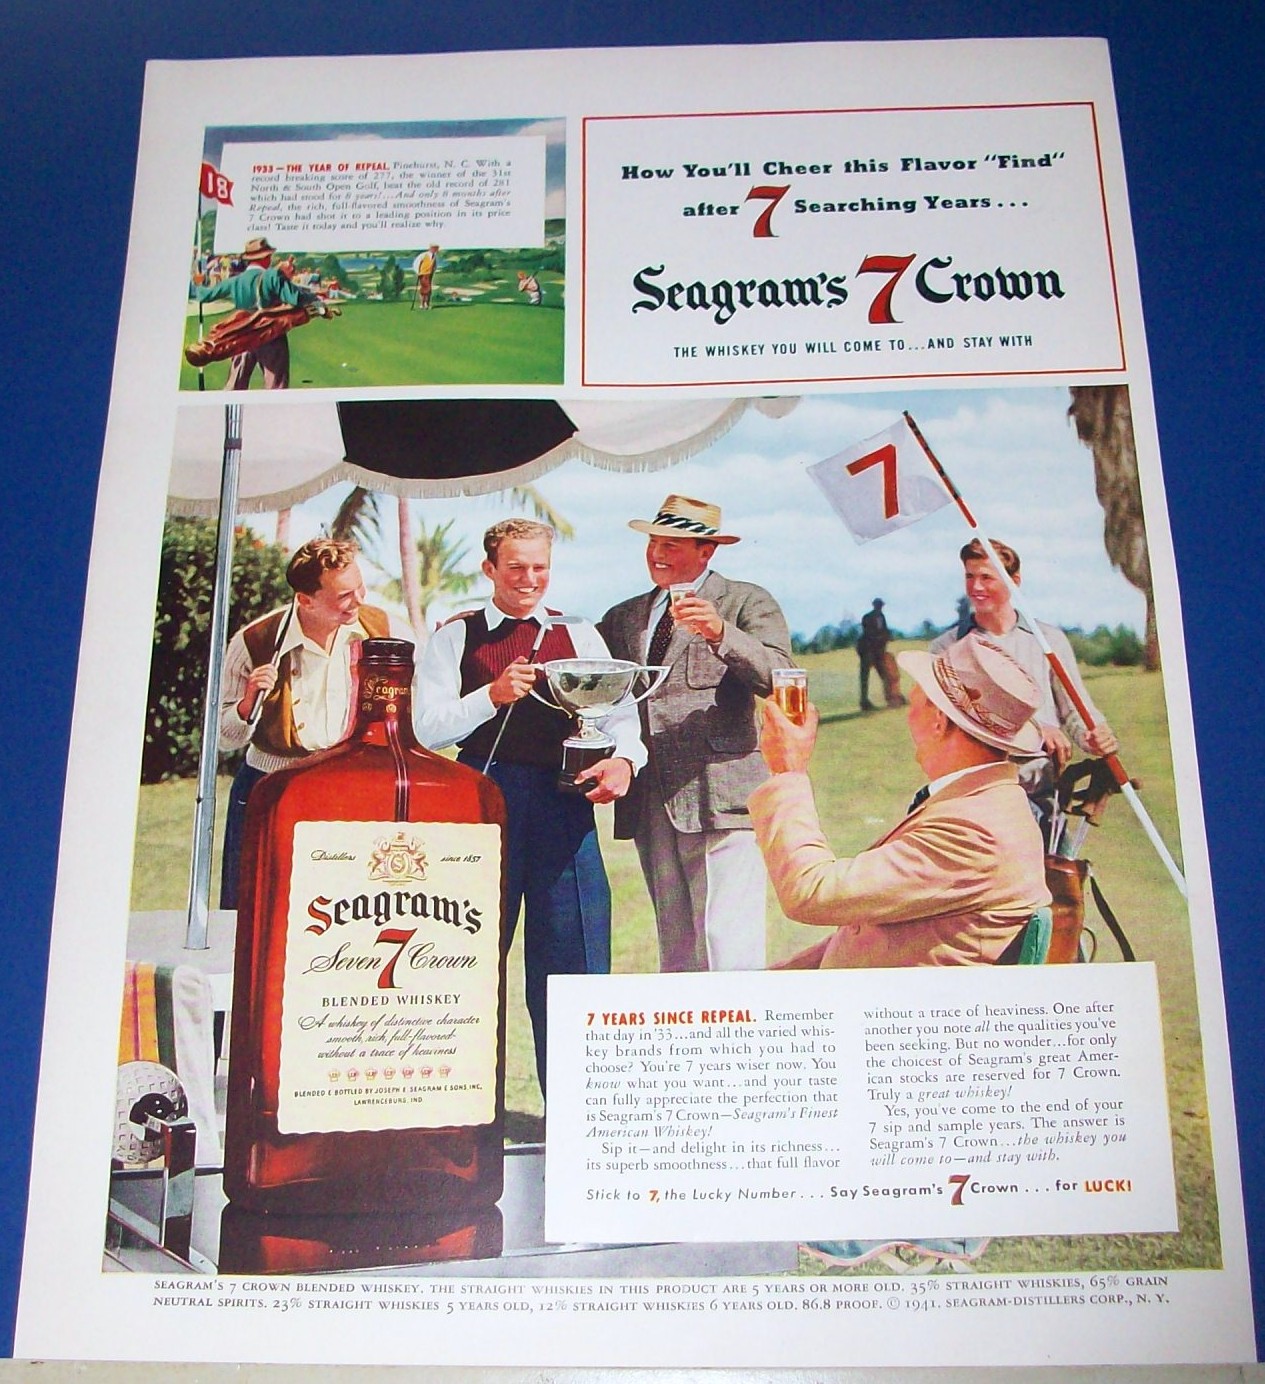 1933—THE YEAR OF REPEAL. Pinehurst, N. C. With a
record breaking score of 277, the winner of the 31st
North & South Open Golf, beat the old record of 281
which had stood for 8 years!...And only 8 months after
Repeal, the rich, full-flavored smoothness of Seagram's
7 Crown had shot it to a leading position in its price
class! Taste it today and you'll realize why.
18
How You'll Cheer this Flavor "Find"
after 7 Searching Years...
Seagram's 7 Crown
THE WHISKEY YOU WILL COME TO...AND STAY WITH
7
Seagram
Distillers since 1857
S
Seagram's
Seven 7 Crown
BLENDED WHISKEY
A whiskey of distinctive character
smooth, rich, full-flavored-
without a trace of heaviness
BLENDED & BOTTLED BY JOSEPH E. SEAGRAM & SONS, INC.
LAWRENCEBURG, IND
7 YEARS SINCE REPEAL. Remember
that day in '33...and all the varied whis-
key brands from which you had to
choose? You're 7 years wiser now. You
know what you want...and your taste
can fully appreciate the perfection that
is Seagram's 7 Crown—Seagram's Finest
American Whiskey!
Sip it—and delight in its richness...
its superb smoothness...that full flavor
without a trace of heaviness. One after
another you note all the qualities you've
been seeking. But no wonder...for only
the choicest of Seagram's great Amer-
ican stocks are reserved for 7 Crown.
Truly a great whiskey!
Yes, you've come to the end of your
7 sip and sample years. The answer is
Seagram's 7 Crown...the whiskey you
will come to—and stay with.
Stick to 7, the Lucky Number... Say Seagram's 7 Crown... for LUCK!
SEAGRAM'S 7 CROWN BLENDED WHISKEY. THE STRAIGHT WHISKIES IN THIS PRODUCT ARE 5 YEARS OR MORE OLD. 35% STRAIGHT WHISKIES, 65% GRAIN
NEUTRAL SPIRITS. 23% STRAIGHT WHISKIES 5 YEARS OLD, 12% STRAIGHT WHISKIES 6 YEARS OLD. 86.8 PROOF. © 1941. SEAGRAM-DISTILLERS CORP., N. Y.